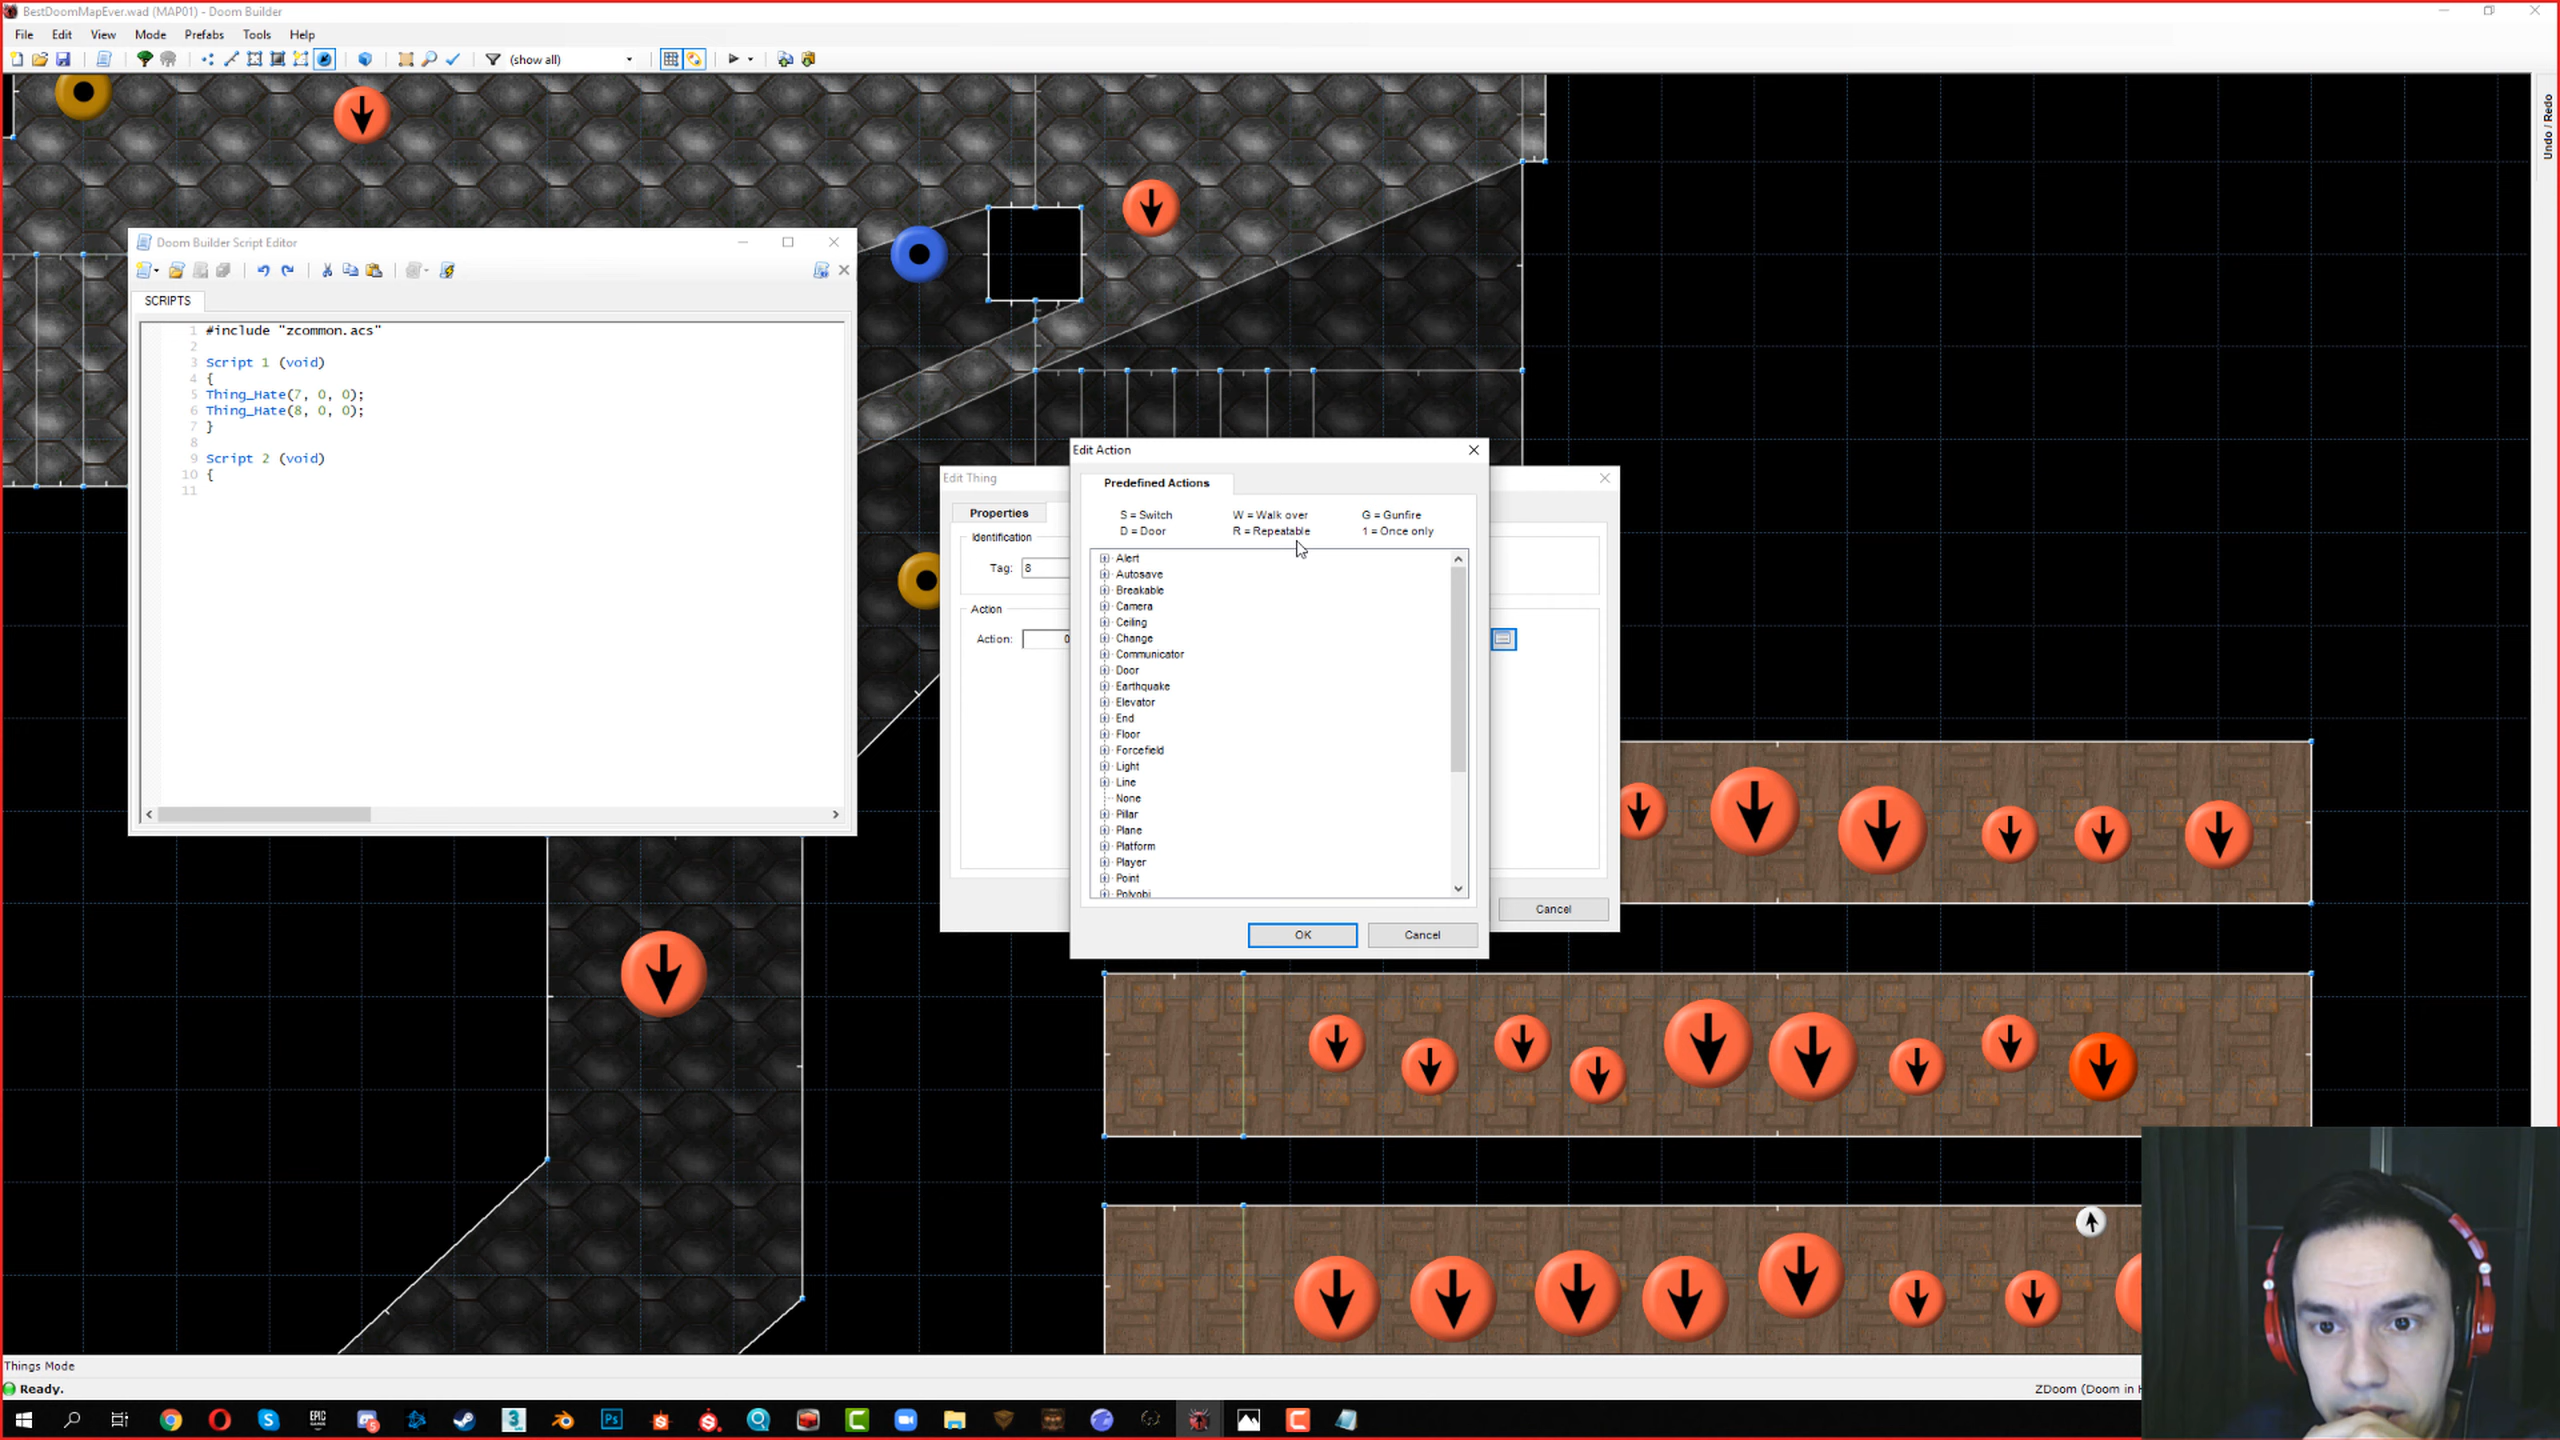 BestDoomMapEver.wad (MAP01) - Doom Builder
File Edit View Mode Prefabs Tools Help
(show all)
Undo / Redo
Doom Builder Script Editor
SCRIPTS
1 #include "zcommon.acs"
2
3 Script 1 (void)
4 {
5 Thing_Hate(7, 0, 0);
6 Thing_Hate(8, 0, 0);
7 }
8
9 Script 2 (void)
10 {
11
Edit Thing
Properties
Identification
Tag: 8
Action
Action: 0
Cancel
Edit Action
Predefined Actions
S = Switch W = Walk over G = Gunfire
D = Door R = Repeatable 1 = Once only
Alert
Autosave
Breakable
Camera
Ceiling
Change
Communicator
Door
Earthquake
Elevator
End
Floor
Forcefield
Light
Line
None
Pillar
Plane
Platform
Player
Point
Polyobj
OK Cancel
Things Mode
Ready.
ZDoom (Doom in H
EPIC
GAMES
Ps